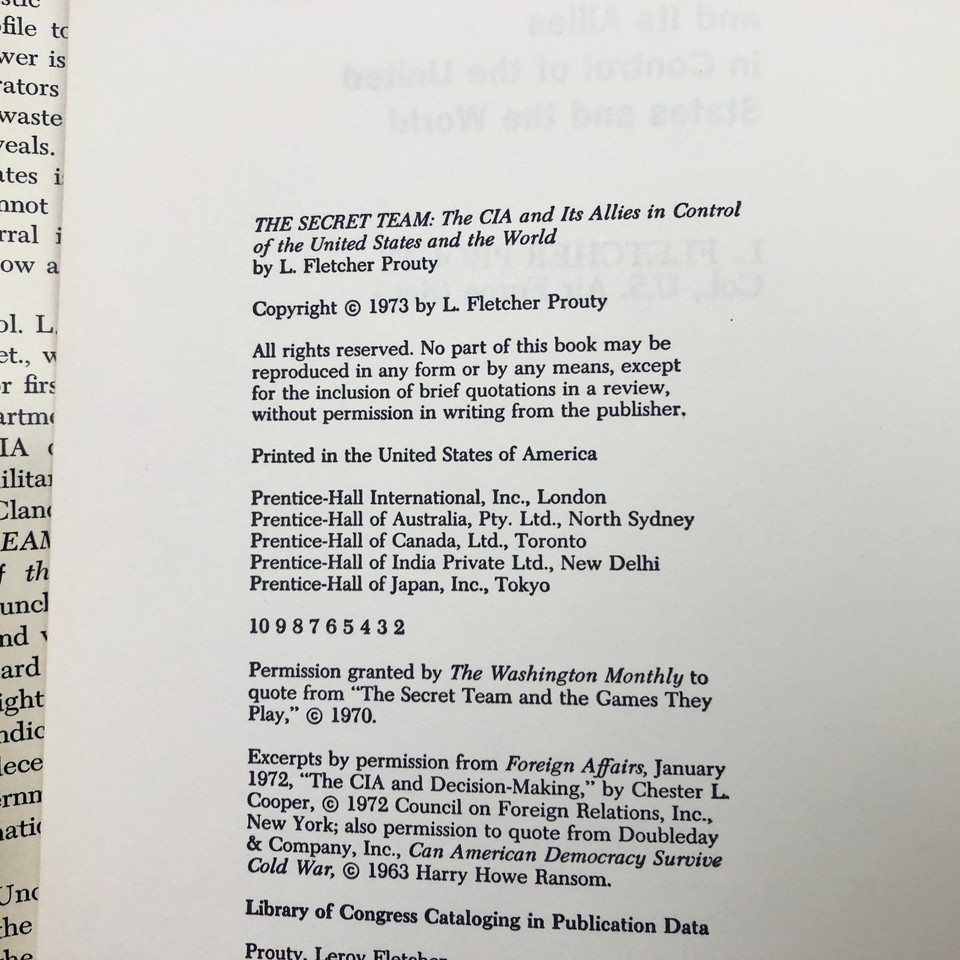 THE SECRET TEAM: The CIA and Its Allies in Control
of the United States and the World
by L. Fletcher Prouty
Copyright © 1973 by L. Fletcher Prouty
All rights reserved. No part of this book may be
reproduced in any form or by any means, except
for the inclusion of brief quotations in a review,
without permission in writing from the publisher.
Printed in the United States of America
Prentice-Hall International, Inc., London
Prentice-Hall of Australia, Pty. Ltd., North Sydney
Prentice-Hall of Canada, Ltd., Toronto
Prentice-Hall of India Private Ltd., New Delhi
Prentice-Hall of Japan, Inc., Tokyo
10 9 8 7 6 5 4 3 2
Permission granted by The Washington Monthly to
quote from “The Secret Team and the Games They
Play,” © 1970.
Excerpts by permission from Foreign Affairs, January
1972, “The CIA and Decision-Making,” by Chester L.
Cooper, © 1972 Council on Foreign Relations, Inc.,
New York; also permission to quote from Doubleday
& Company, Inc., Can American Democracy Survive
Cold War, © 1963 Harry Howe Ransom.
Library of Congress Cataloging in Publication Data
Prouty, Leroy Fletcher